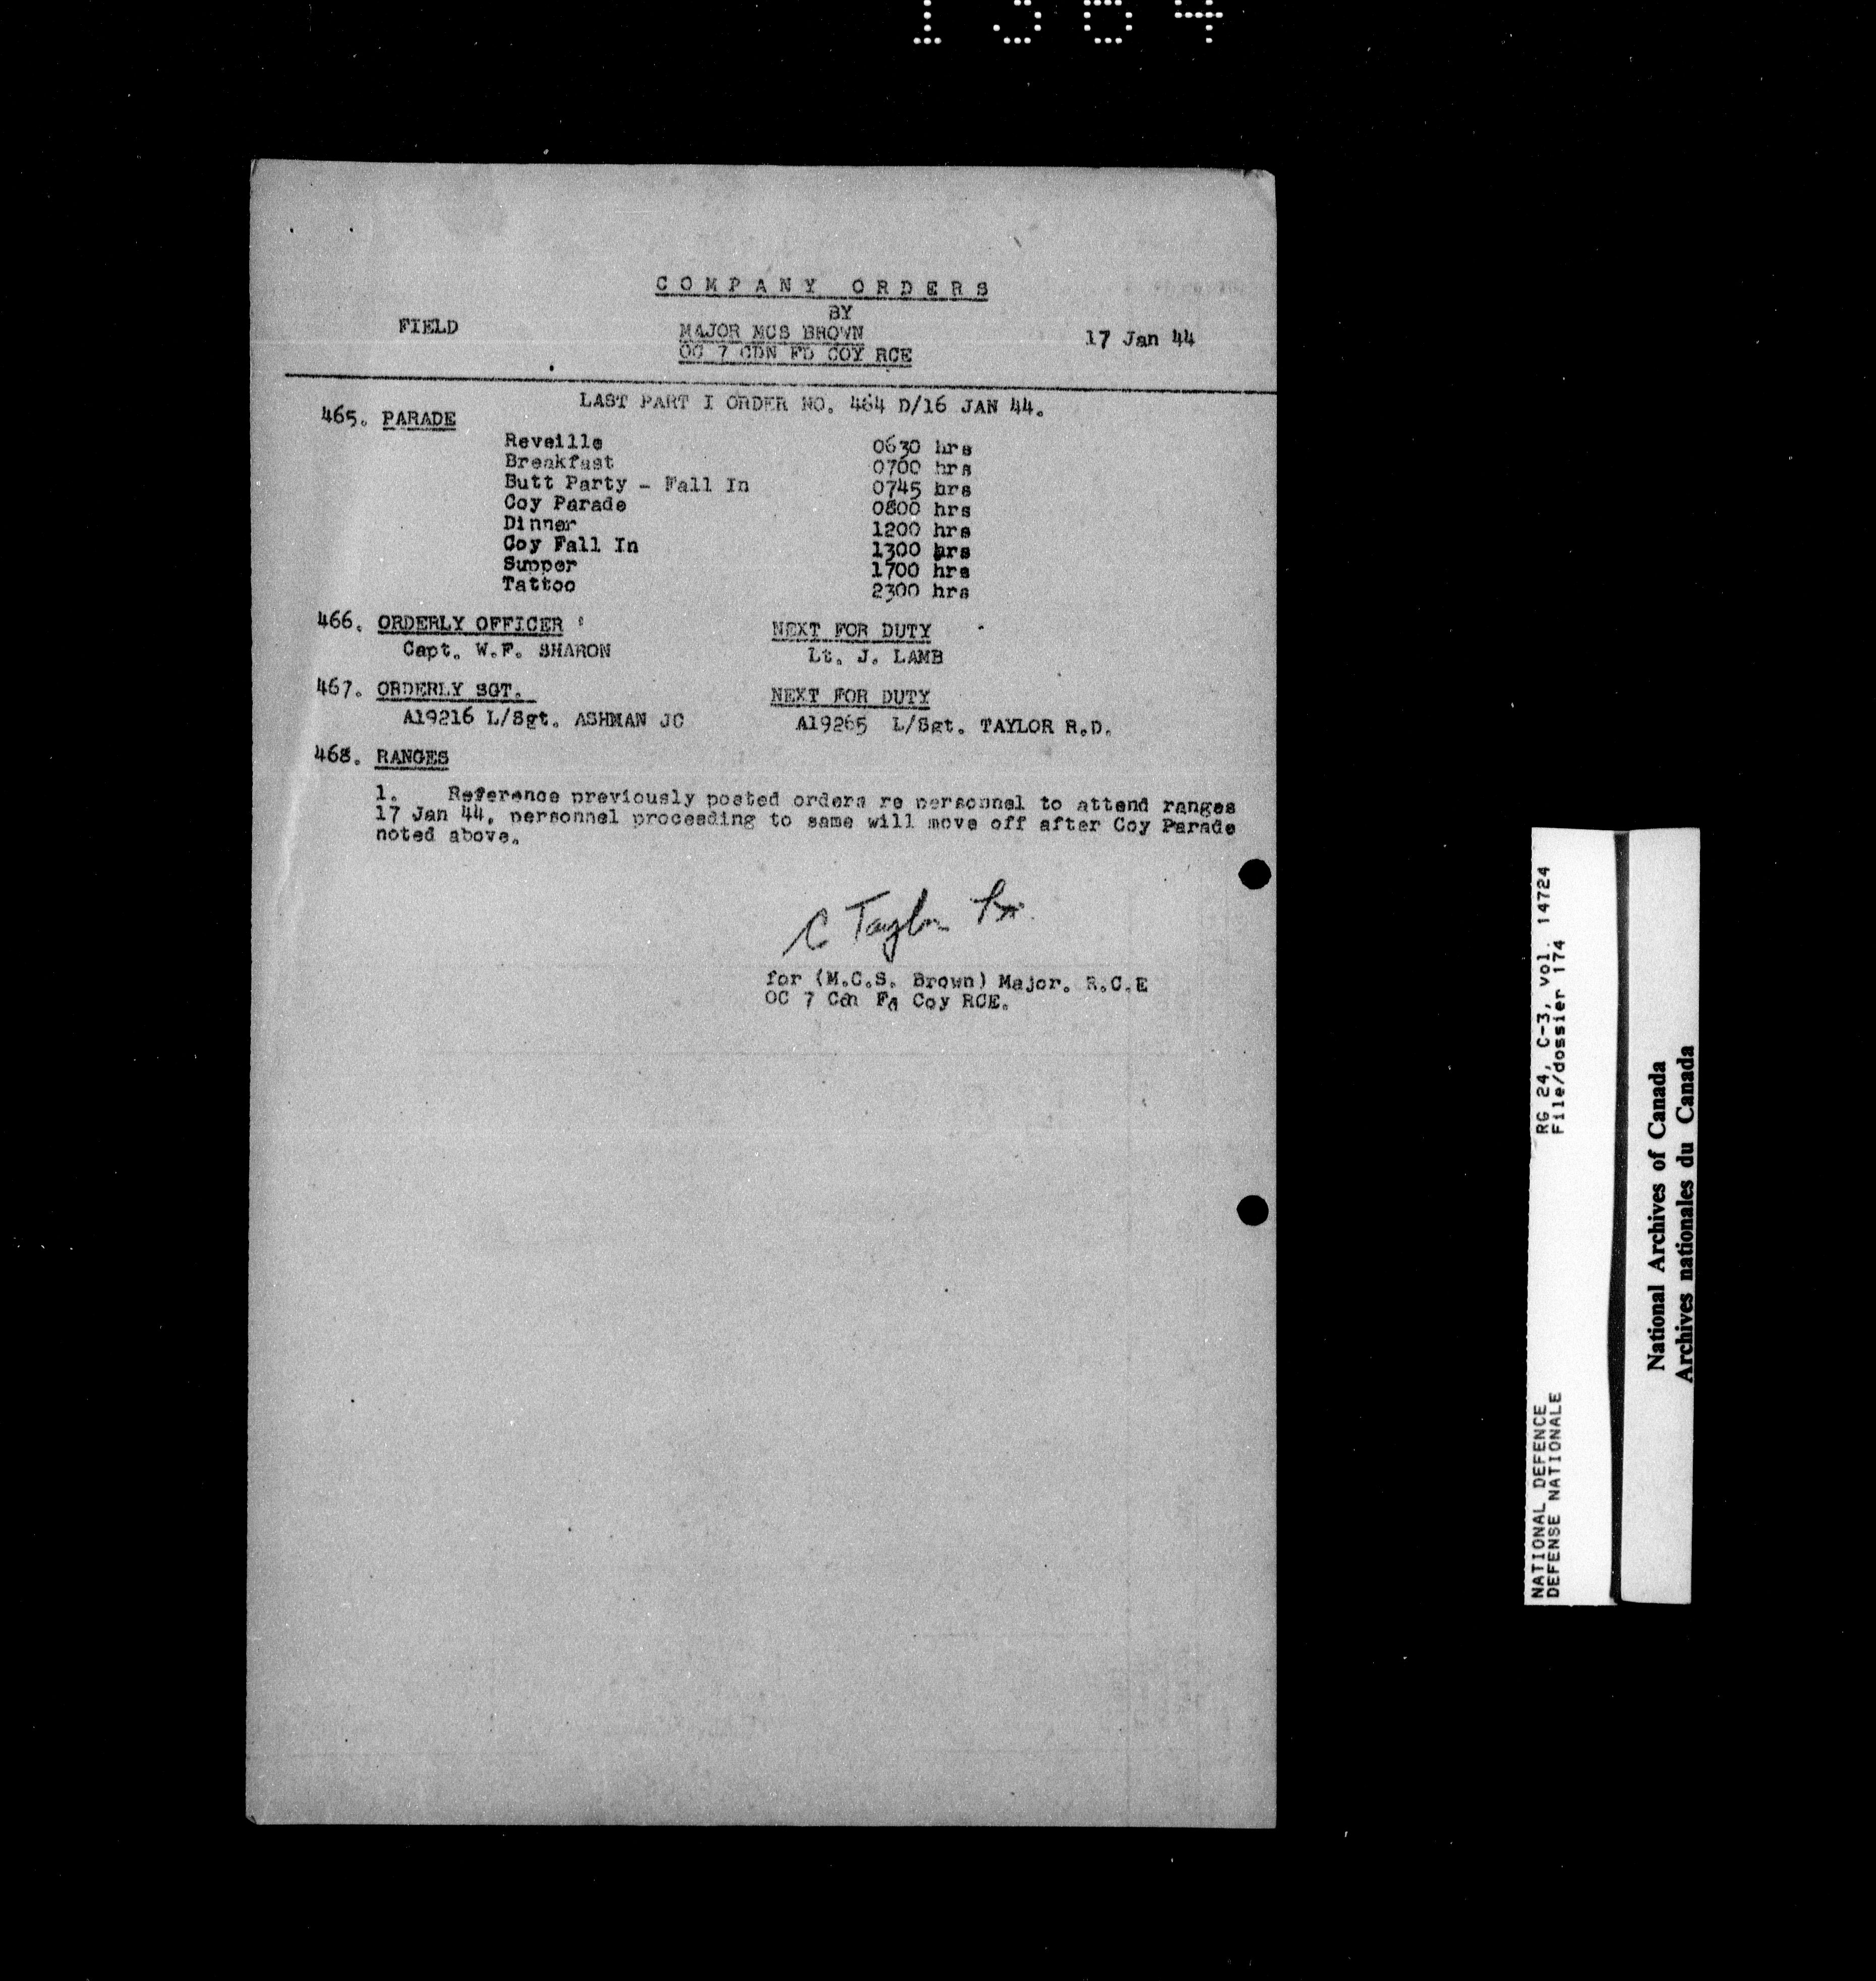 COMPANY ORDERS
BY
FIELD
MAJOR MCS BROWN
17 Jan 44
OC 7 CDN FD COY RCE
LAST PART I ORDER NO. 464 D/16 JAN 44.
465. PARADE
Reveille 0630 hrs
Breakfast 0700 hrs
Butt Party - Fall In 0745 hrs
Coy Parade 0800 hrs
Dinner 1200 hrs
Coy Fall In 1300 hrs
Supper 1700 hrs
Tattoo 2300 hrs
466. ORDERLY OFFICER NEXT FOR DUTY
Capt. W.F. SHARON Lt. J. LAMB
467. ORDERLY SGT. NEXT FOR DUTY
A19216 L/Sgt. ASHMAN JC A19265 L/Sgt. TAYLOR R.D.
468. RANGES
1. Reference previously posted orders re personnel to attend ranges
17 Jan 44, personnel proceeding to same will move off after Coy Parade
noted above.
C Taylor
for (M.C.S. Brown) Major. R.C.E
OC 7 Cdn Fd Coy RCE.
RG 24, C-3, vol. 14724
File/dossier 174
NATIONAL DEFENCE
DEFENSE NATIONALE
National Archives of Canada
Archives nationales du Canada